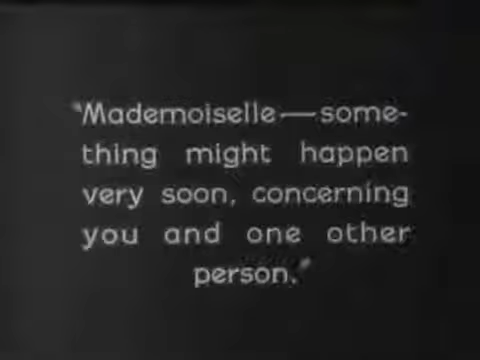 "Mademoiselle—some-
thing might happen
very soon, concerning
you and one other
person."